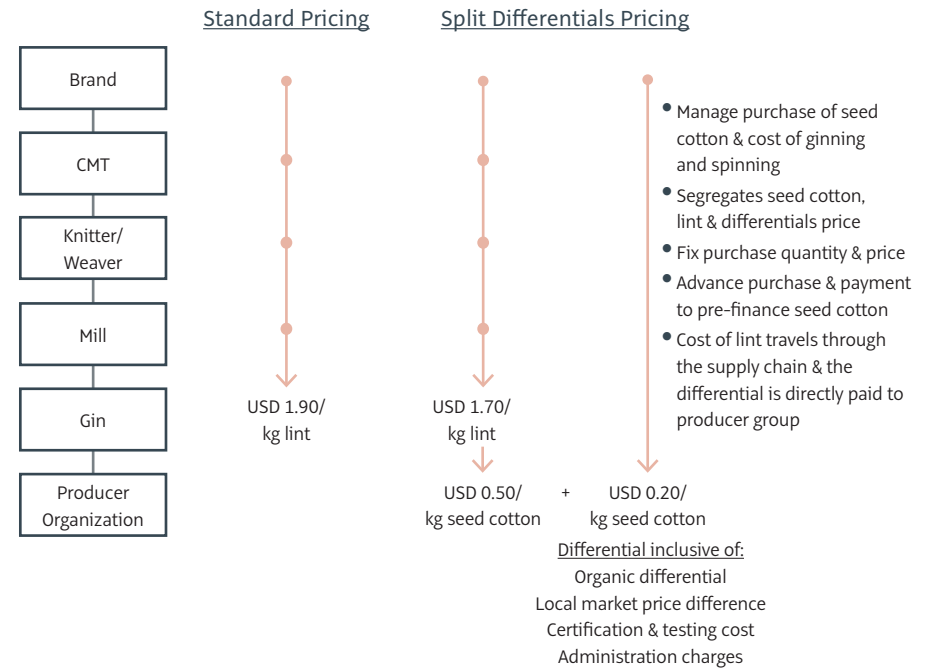 Standard Pricing
Split Differentials Pricing
Brand
CMT
Knitter/
Weaver
Mill
Gin
Producer
Organization
USD 1.90/
kg lint
USD 1.70/
kg lint
USD 0.50/
kg seed cotton
+
USD 0.20/
kg seed cotton
Differential inclusive of:
Organic differential
Local market price difference
Certification & testing cost
Administration charges
• Manage purchase of seed
cotton & cost of ginning
and spinning
• Segregates seed cotton,
lint & differentials price
• Fix purchase quantity & price
• Advance purchase & payment
to pre-finance seed cotton
• Cost of lint travels through
the supply chain & the
differential is directly paid to
producer group